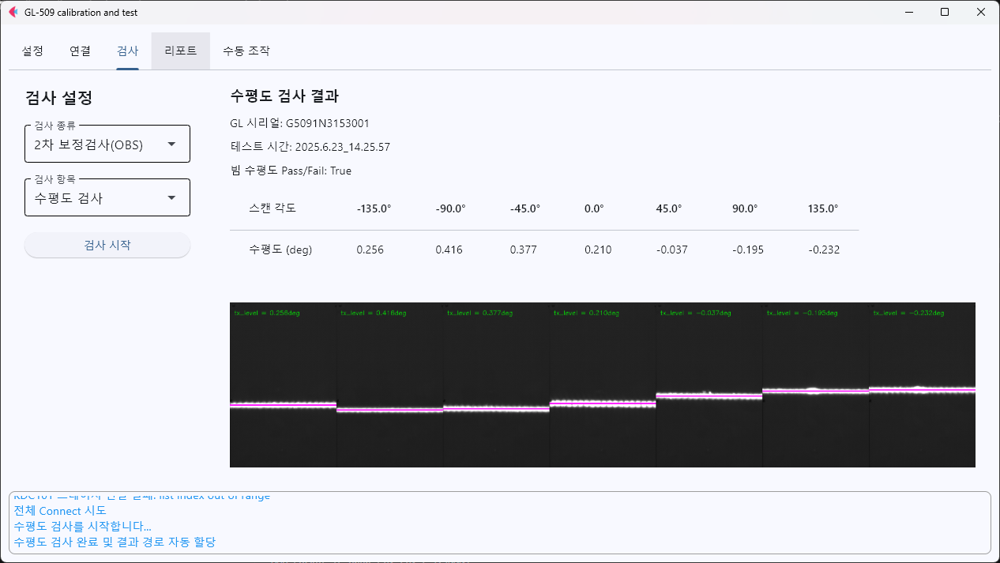 GL-509 calibration and test
설정 연결 검사 리포트 수동 조작
검사 설정
검사 종류
2차 보정검사(OBS)
검사 항목
수평도 검사
검사 시작
수평도 검사 결과
GL 시리얼: G5091N3153001
테스트 시간: 2025.6.23_14.25.57
빔 수평도 Pass/Fail: True
스캔 각도 -135.0° -90.0° -45.0° 0.0° 45.0° 90.0° 135.0°
수평도 (deg) 0.256 0.416 0.377 0.210 -0.037 -0.195 -0.232
tx_level = 0.256deg tx_level = 0.416deg tx_level = 0.377deg tx_level = 0.210deg tx_level = -0.037deg tx_level = -0.195deg tx_level = -0.232deg
KDC101 스테이지 연결 실패: list index out of range
전체 Connect 시도
수평도 검사를 시작합니다...
수평도 검사 완료 및 결과 경로 자동 할당